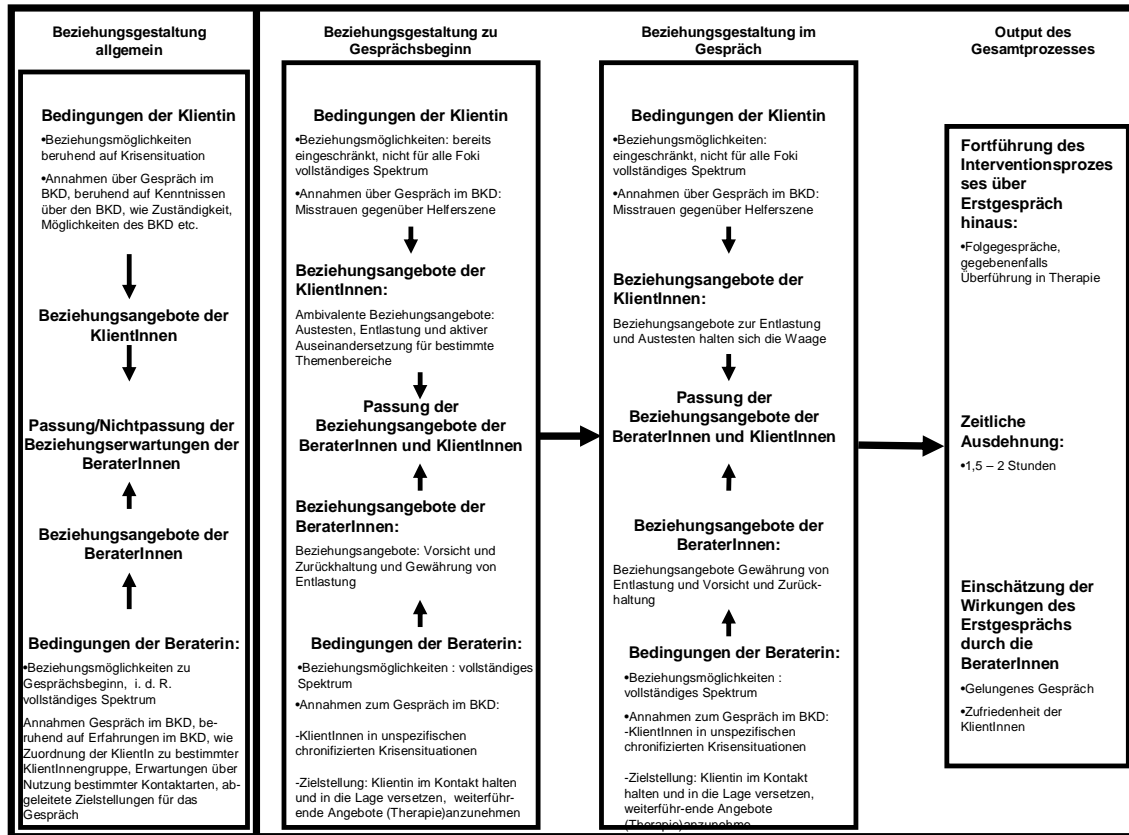 Beziehungsgestaltung
allgemein
Bedingungen der Klientin
•Beziehungsmöglichkeiten
beruhend auf Krisensituation
•Annahmen über Gespräch im
BKD, beruhend auf Kenntnissen
über den BKD, wie Zuständigkeit,
Möglichkeiten des BKD etc.
Beziehungsangebote der
KlientInnen
Passung/Nichtpassung der
Beziehungserwartungen der
BeraterInnen
Beziehungsangebote der
BeraterInnen
Bedingungen der Beraterin:
•Beziehungsmöglichkeiten zu
Gesprächsbeginn, i. d. R.
vollständiges Spektrum
Annahmen Gespräch im BKD, be-
ruhend auf Erfahrungen im BKD, wie
Zuordnung der KlientIn zu bestimmter
KlientInnengruppe, Erwartungen über
Nutzung bestimmter Kontaktarten, ab-
geleitete Zielstellungen für das
Gespräch
Beziehungsgestaltung zu
Gesprächsbeginn
Bedingungen der Klientin
•Beziehungsmöglichkeiten: bereits
eingeschränkt, nicht für alle Foki
vollständiges Spektrum
•Annahmen über Gespräch im BKD:
Misstrauen gegenüber Helferszene
Beziehungsangebote der
KlientInnen:
Ambivalente Beziehungsangebote:
Austesten, Entlastung und aktiver
Auseinandersetzung für bestimmte
Themenbereiche
Passung der
Beziehungsangebote der
BeraterInnen und KlientInnen
Beziehungsangebote der
BeraterInnen:
Beziehungsangebote: Vorsicht und
Zurückhaltung und Gewährung von
Entlastung
Bedingungen der Beraterin:
•Beziehungsmöglichkeiten : vollständiges
Spektrum
•Annahmen zum Gespräch im BKD:
-KlientInnen in unspezifischen
chronifizierten Krisensituationen
-Zielstellung: Klientin im Kontakt halten
und in die Lage versetzen, weiterführ-
ende Angebote (Therapie)anzunehmen
Beziehungsgestaltung im
Gespräch
Bedingungen der Klientin
•Beziehungsmöglichkeiten:
eingeschränkt, nicht für alle Foki
vollständiges Spektrum
•Annahmen über Gespräch im BKD:
Misstrauen gegenüber Helferszene
Beziehungsangebote der
KlientInnen:
Beziehungsangebote zur Entlastung
und Austesten halten sich die Waage
Passung der
Beziehungsangebote der
BeraterInnen und KlientInnen
Beziehungsangebote der
BeraterInnen:
Beziehungsangebote Gewährung von
Entlastung und Vorsicht und Zurück-
haltung
Bedingungen der Beraterin:
•Beziehungsmöglichkeiten :
vollständiges Spektrum
•Annahmen zum Gespräch im BKD:
-KlientInnen in unspezifischen
chronifizierten Krisensituationen
-Zielstellung: Klientin im Kontakt
halten und in die Lage versetzen,
weiterführ-ende Angebote
(Therapie)anzunehme
Output des
Gesamtprozesses
Fortführung des
Interventionsprozes
ses über
Erstgespräch
hinaus:
•Folgegespräche,
gegebenenfalls
Überführung in Therapie
Zeitliche
Ausdehnung:
•1,5 – 2 Stunden
Einschätzung der
Wirkungen des
Erstgesprächs
durch die
BeraterInnen
•Gelungenes Gespräch
•Zufriedenheit der
KlientInnen